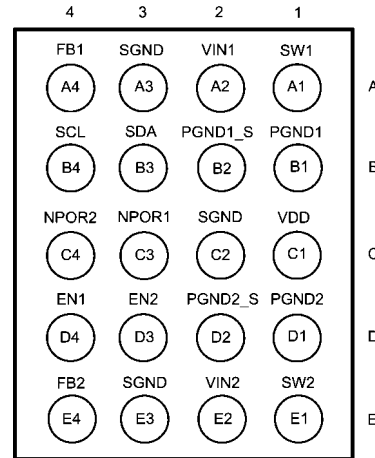 4 3 2 1
FB1 SGND VIN1 SW1
A4 A3 A2 A1 A
SCL SDA PGND1_S PGND1
B4 B3 B2 B1
NPOR2 NPOR1 SGND VDD
C4 C3 C2 C1
EN1 EN2 PGND2_S PGND2
D4 D3 D2 D1
FB2 SGND VIN2 SW2
E4 E3 E2 E1